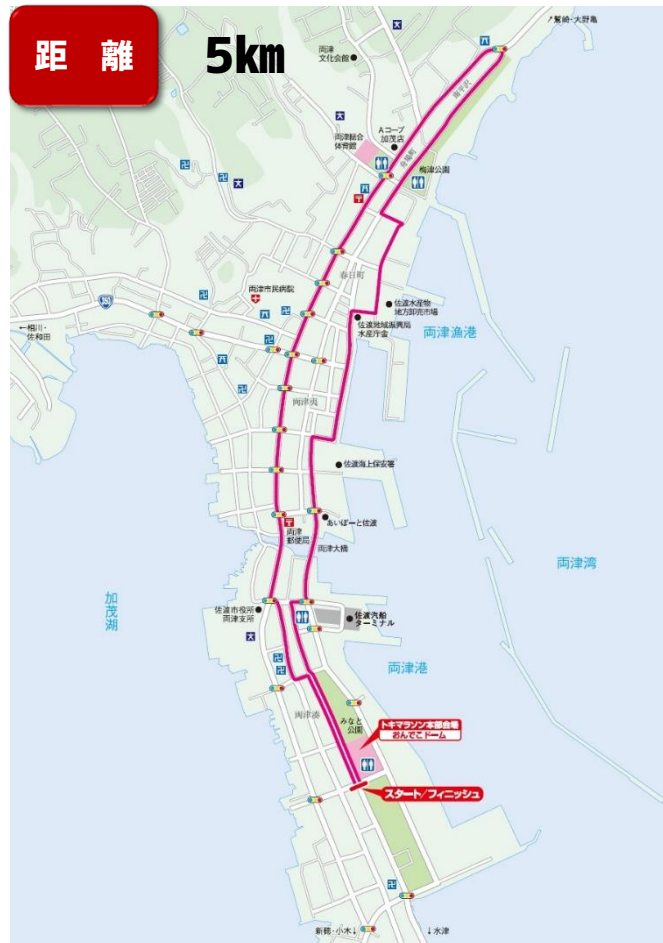 距 離
5km
↗鷲崎・大野亀
両津
文化会館
南平沢
Aコープ
加茂店
両津総合
体育館
梅津公園
春日町
両津市民病院
佐渡水産物
地方卸売市場
佐渡地域振興局
水産庁舎
両津漁港
350
←相川・
佐和田
両津夷
佐渡海上保安署
あいぽーと佐渡
両津
郵便局
両津大橋
両津湾
加茂湖
佐渡市役所
両津支所
佐渡汽船
ターミナル
両津港
両津湊
みなと
公園
トキマラソン本部会場
おんでこドーム
スタート/フィニッシュ
新穂・小木↓
↓水津